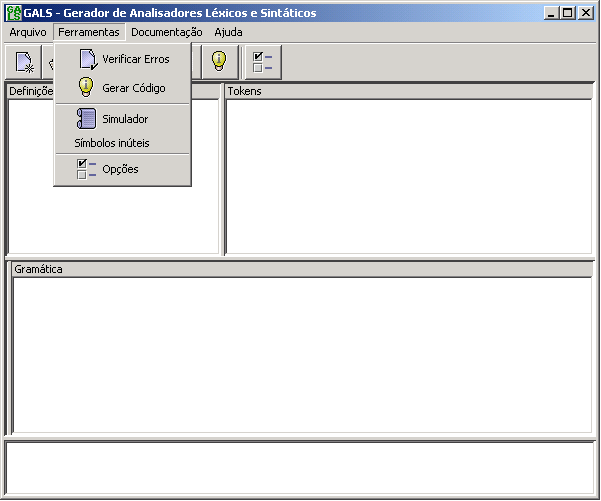 GALS - Gerador de Analisadores Léxicos e Sintáticos
Arquivo Ferramentas Documentação Ajuda
Verificar Erros
Gerar Código
Simulador
Símbolos inúteis
Opções
Tokens
Gramática